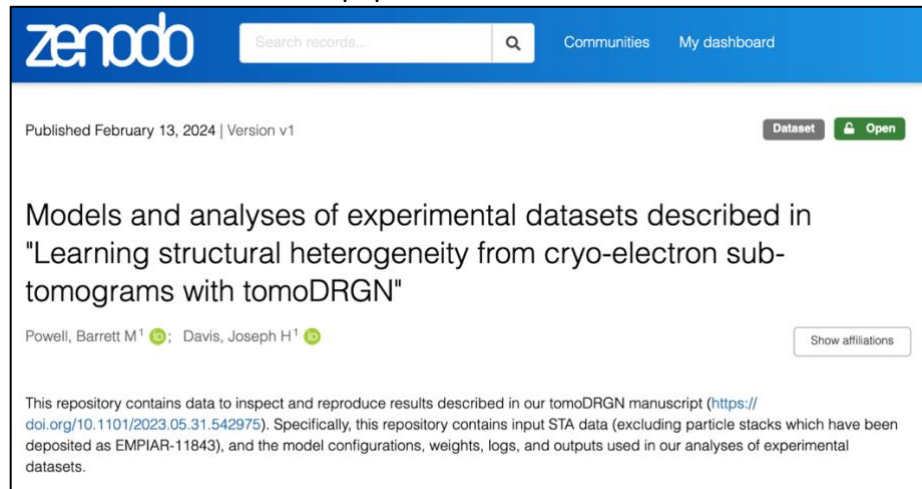 zenodo
Search records...
Communities
My dashboard
Published February 13, 2024 | Version v1
Dataset
Open
Models and analyses of experimental datasets described in
"Learning structural heterogeneity from cryo-electron sub-
tomograms with tomoDRGN"
Powell, Barrett M1 iD; Davis, Joseph H1 iD
Show affiliations
This repository contains data to inspect and reproduce results described in our tomoDRGN manuscript (https://
doi.org/10.1101/2023.05.31.542975). Specifically, this repository contains input STA data (excluding particle stacks which have been
deposited as EMPIAR-11843), and the model configurations, weights, logs, and outputs used in our analyses of experimental
datasets.